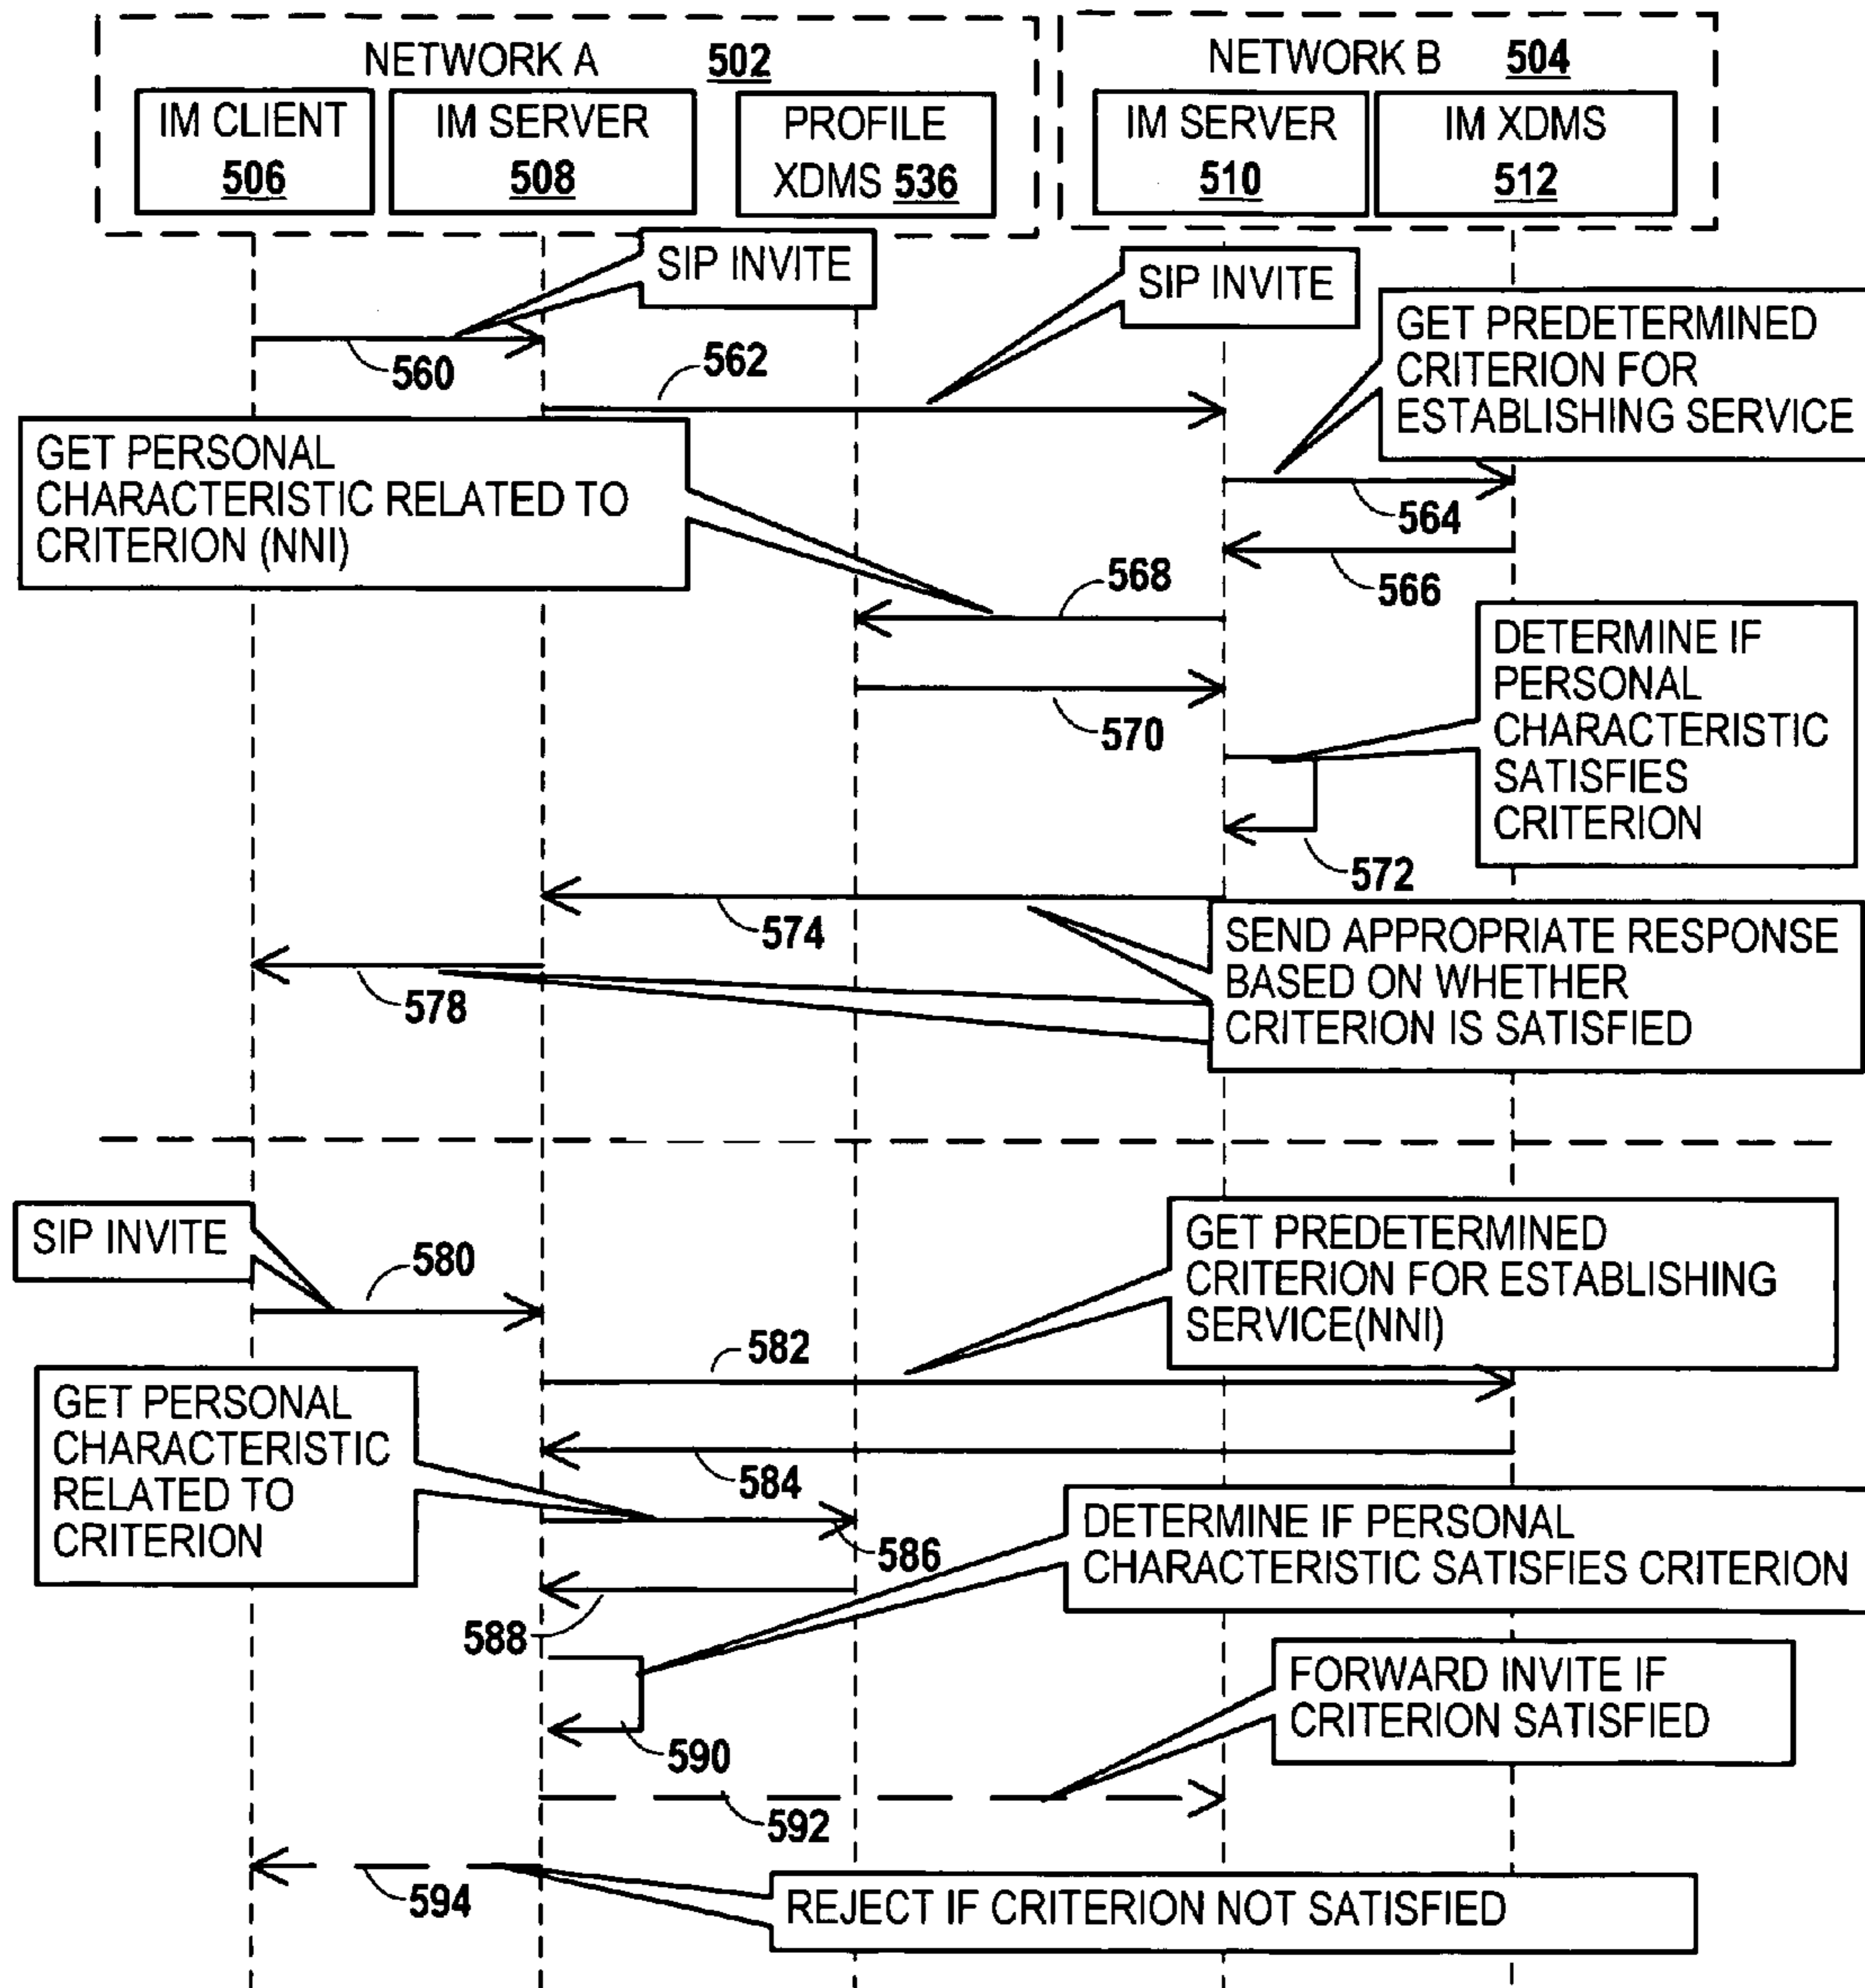 NETWORK A 502
NETWORK B 504
IM CLIENT
506
IM SERVER
508
PROFILE
XDMS 536
IM SERVER
510
IM XDMS
512
SIP INVITE
SIP INVITE
GET PREDETERMINED
CRITERION FOR
ESTABLISHING SERVICE
560
562
GET PERSONAL
CHARACTERISTIC RELATED TO
CRITERION (NNI)
564
566
568
DETERMINE IF
PERSONAL
CHARACTERISTIC
SATISFIES
CRITERION
570
572
574
SEND APPROPRIATE RESPONSE
BASED ON WHETHER
CRITERION IS SATISFIED
578
SIP INVITE
580
GET PREDETERMINED
CRITERION FOR ESTABLISHING
SERVICE(NNI)
582
GET PERSONAL
CHARACTERISTIC
RELATED TO
CRITERION
584
586
DETERMINE IF PERSONAL
CHARACTERISTIC SATISFIES CRITERION
588
590
FORWARD INVITE IF
CRITERION SATISFIED
592
594
REJECT IF CRITERION NOT SATISFIED